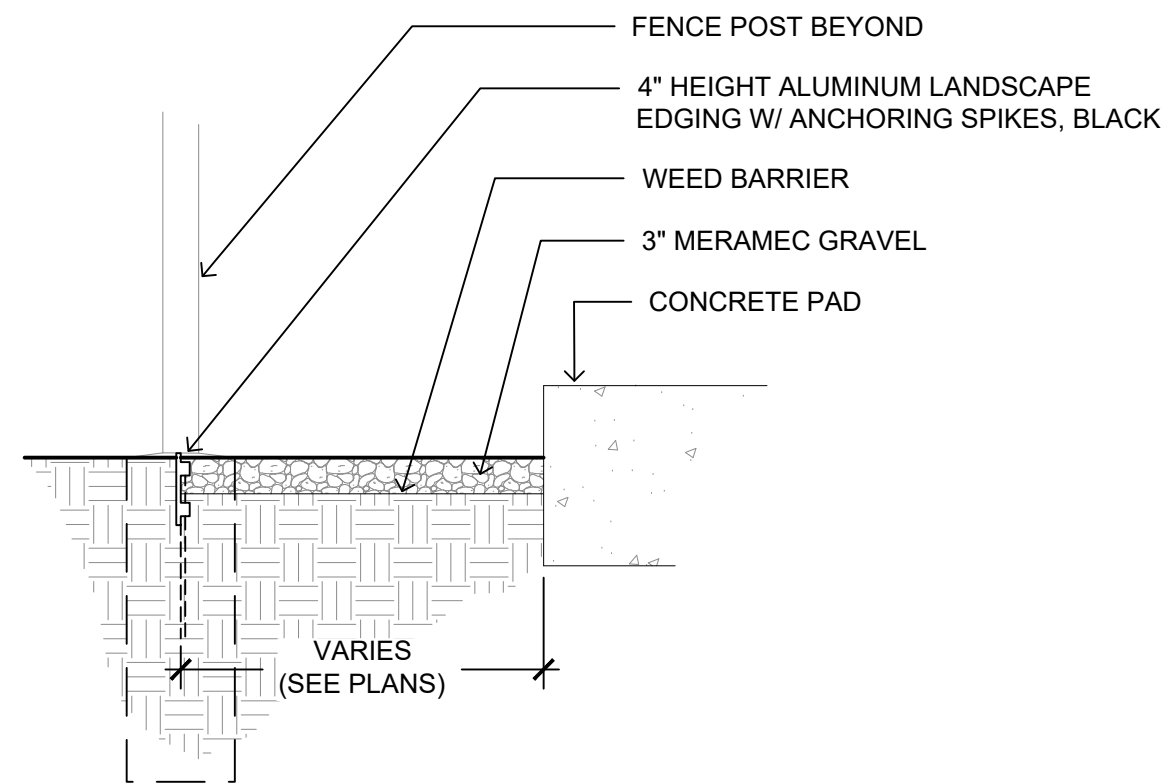 FENCE POST BEYOND
4" HEIGHT ALUMINUM LANDSCAPE
EDGING W/ ANCHORING SPIKES, BLACK
WEED BARRIER
3" MERAMEC GRAVEL
CONCRETE PAD
VARIES
(SEE PLANS)